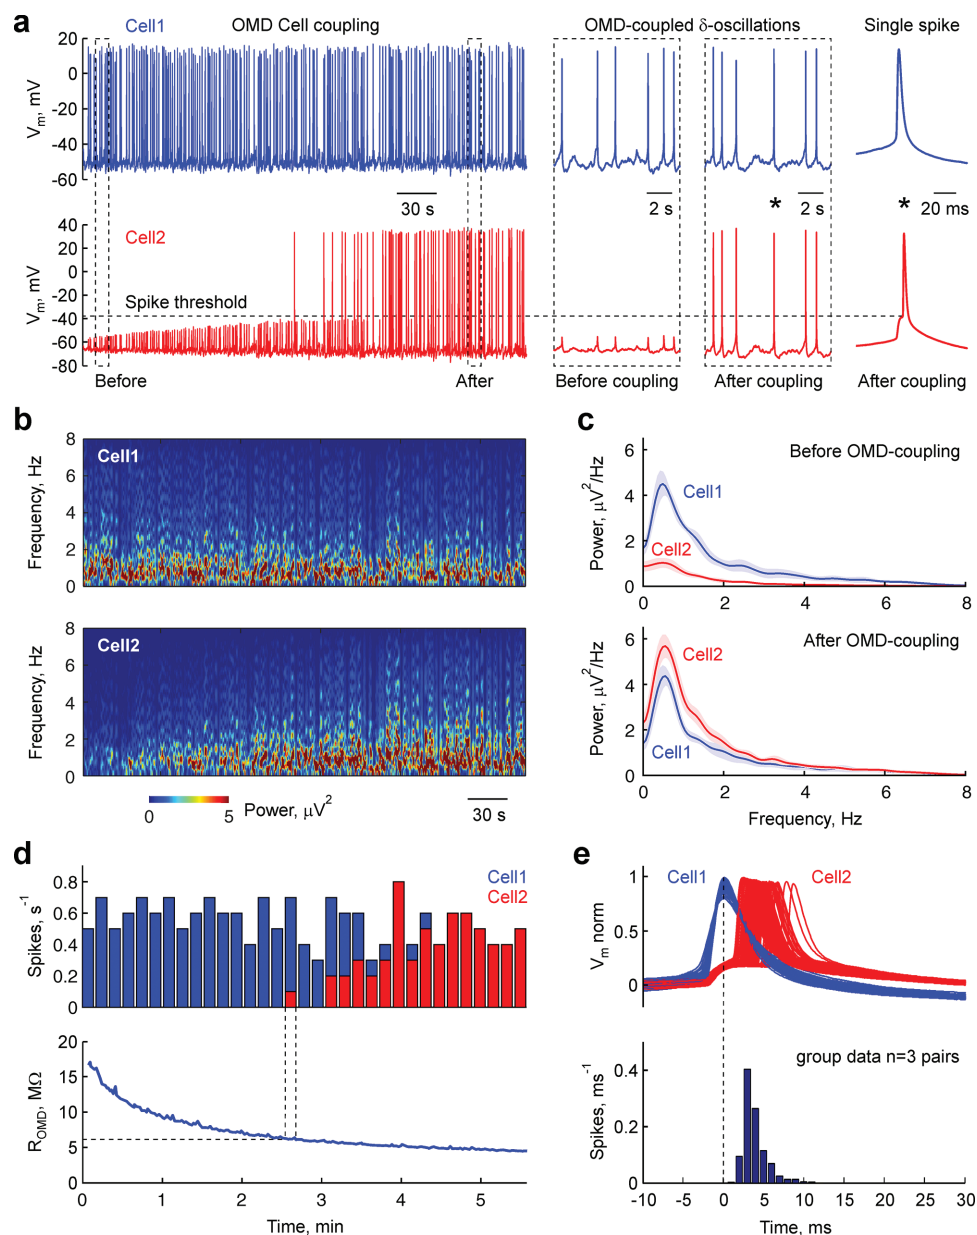 a
Cell1
OMD Cell coupling
OMD-coupled δ-oscillations
Single spike
20
0
-20
-40
-60
Vm, mV
30 s
2 s
* 2 s
* 20 ms
Cell2
40
20
0
-20
-40
-60
-80
Vm, mV
Spike threshold
Before
After
Before coupling
After coupling
After coupling
b
Cell1
8
6
4
2
0
Frequency, Hz
Cell2
8
6
4
2
0
Frequency, Hz
0
5
Power, μV²
30 s
c
Before OMD-coupling
Cell1
Cell2
6
4
2
0
Power, μV²/Hz
0 2 4 6 8
After OMD-coupling
Cell2
Cell1
6
4
2
0
Power, μV²/Hz
0 2 4 6 8
Frequency, Hz
d
Cell1
Cell2
0.8
0.6
0.4
0.2
0
Spikes, s⁻¹
20
15
10
5
0
R_OMD, MΩ
0 1 2 3 4 5
Time, min
e
Cell1
Cell2
1
0.5
0
Vm norm
group data n=3 pairs
0.4
0.2
0
Spikes, ms⁻¹
-10 -5 0 5 10 15 20 25 30
Time, ms